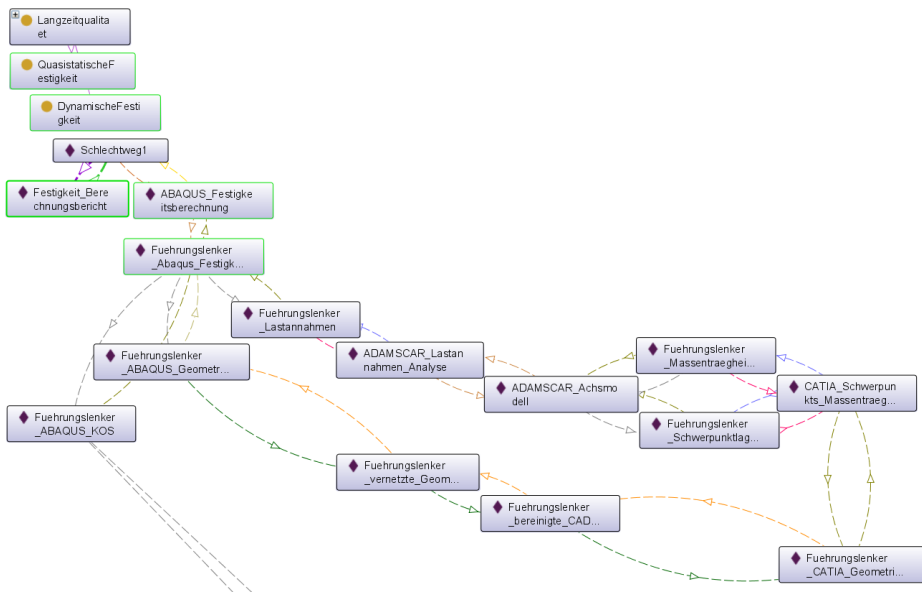 Langzeitqualit
et
QuasistatischeF
estigkeit
DynamischeFesti
gkeit
Schlechtweg1
Festigkeit_Bere
chnungsbericht
ABAQUS_Festigke
itsberechnung
Fuehrungslenker
_Abaqus_Festigk...
Fuehrungslenker
_Lastannahmen
Fuehrungslenker
_ABAQUS_Geometr...
ADAMSCAR_Lastan
nahmen_Analyse
Fuehrungslenker
_Massentraeghei...
ADAMSCAR_Achsmo
dell
CATIA_Schwerpun
kts_Massentraeg...
Fuehrungslenker
_ABAQUS_KOS
Fuehrungslenker
_Schwerpunktlag...
Fuehrungslenker
_vernetzte_Geom...
Fuehrungslenker
_bereinigte_CAD...
Fuehrungslenker
_CATIA_Geometri...